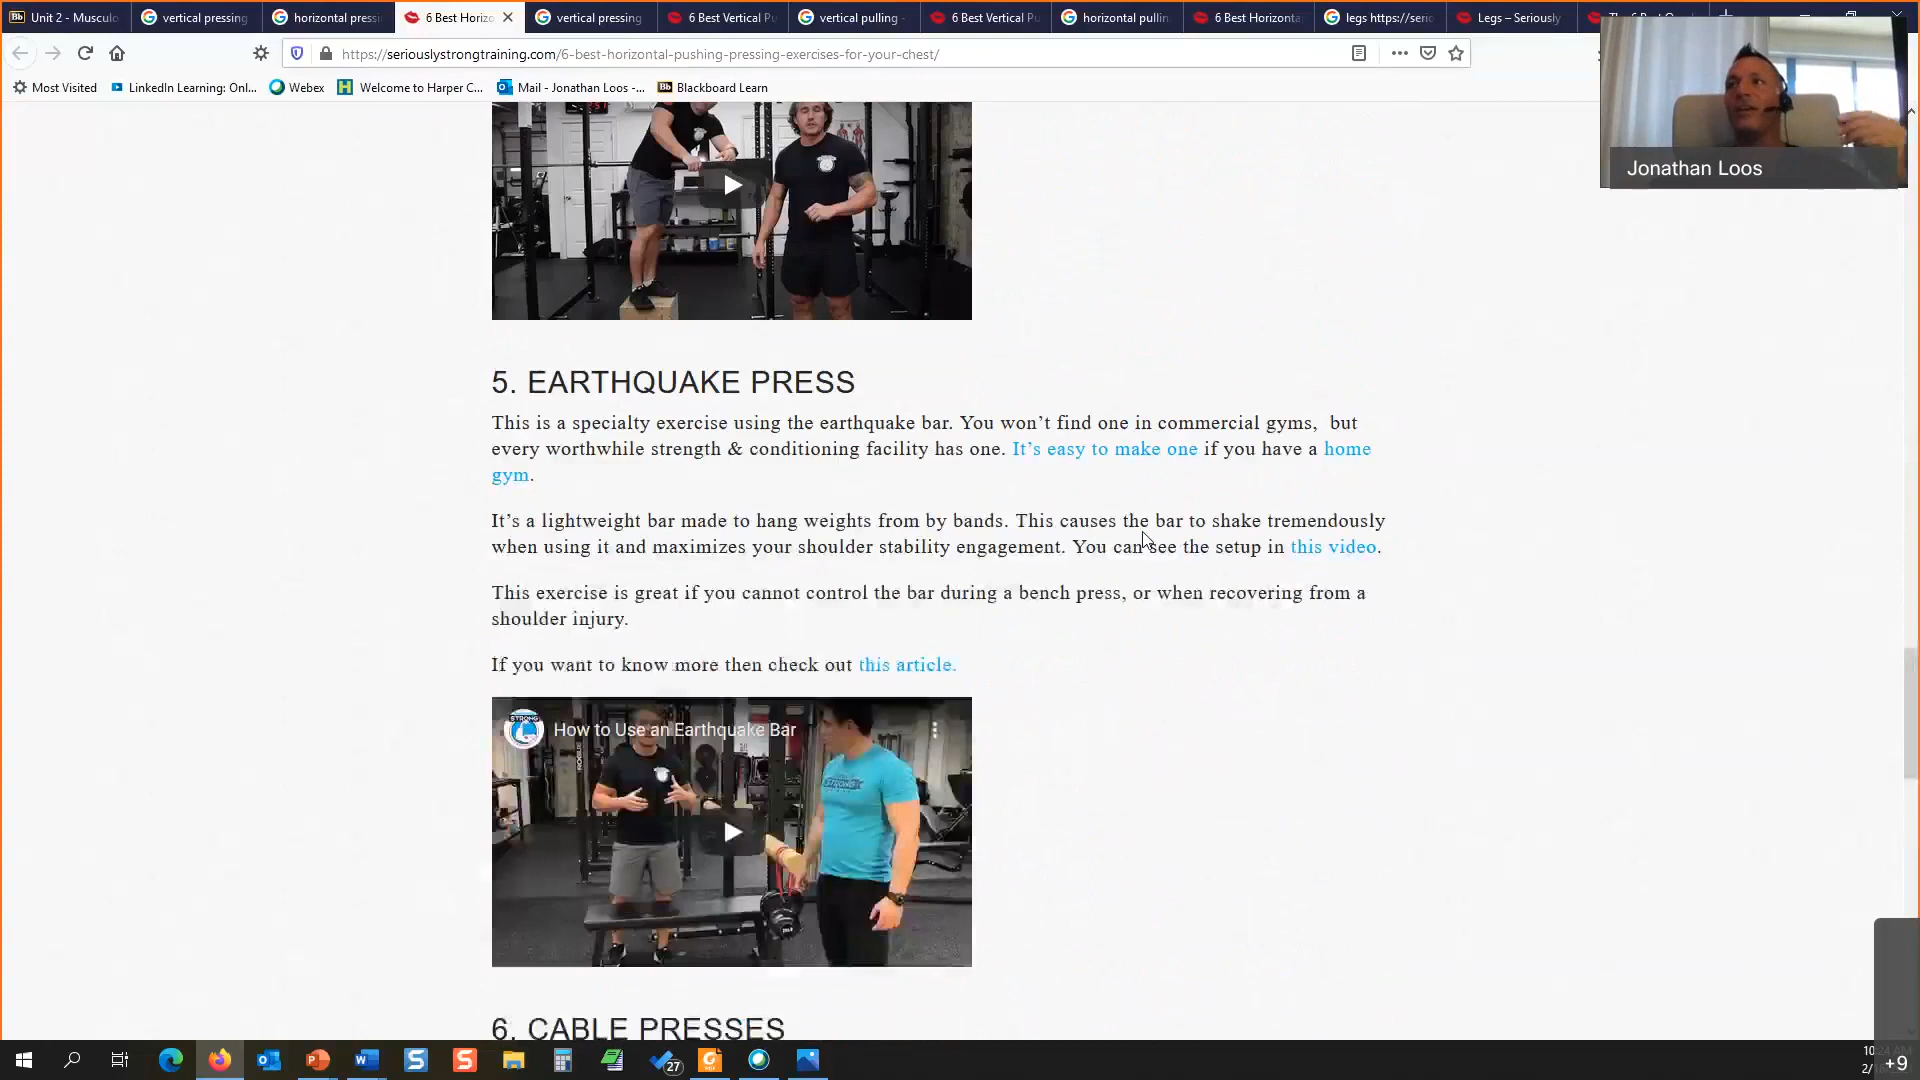 Unit 2 - Musculo
vertical pressing
horizontal pressi
6 Best Horizo
vertical pressing
6 Best Vertical Pu
vertical pulling -
6 Best Vertical Pu
horizontal pullin
6 Best Horizonta
legs https://serio
Legs – Seriously
https://seriouslystrongtraining.com/6-best-horizontal-pushing-pressing-exercises-for-your-chest/
Most Visited
LinkedIn Learning: Onl...
Webex
Welcome to Harper C...
Mail - Jonathan Loos -...
Blackboard Learn
Jonathan Loos
5. EARTHQUAKE PRESS
This is a specialty exercise using the earthquake bar. You won’t find one in commercial gyms, but
every worthwhile strength & conditioning facility has one. It’s easy to make one if you have a home
gym.
It’s a lightweight bar made to hang weights from by bands. This causes the bar to shake tremendously
when using it and maximizes your shoulder stability engagement. You can see the setup in this video.
This exercise is great if you cannot control the bar during a bench press, or when recovering from a
shoulder injury.
If you want to know more then check out this article.
STRONG
How to Use an Earthquake Bar
STRONG
6. CABLE PRESSES
27
+9